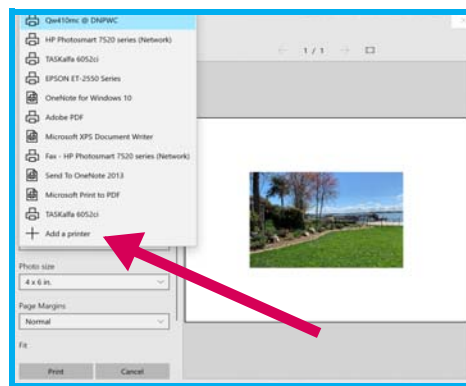 Qw410mc @ DNPWC
1 / 1
HP Photosmart 7520 series (Network)
TASKalfa 6052ci
EPSON ET-2550 Series
OneNote for Windows 10
Adobe PDF
Microsoft XPS Document Writer
Fax - HP Photosmart 7520 series (Network)
Send To OneNote 2013
Microsoft Print to PDF
TASKalfa 6052ci
Add a printer
Photo size
4 x 6 in.
Page Margins
Normal
Fit
Print Cancel